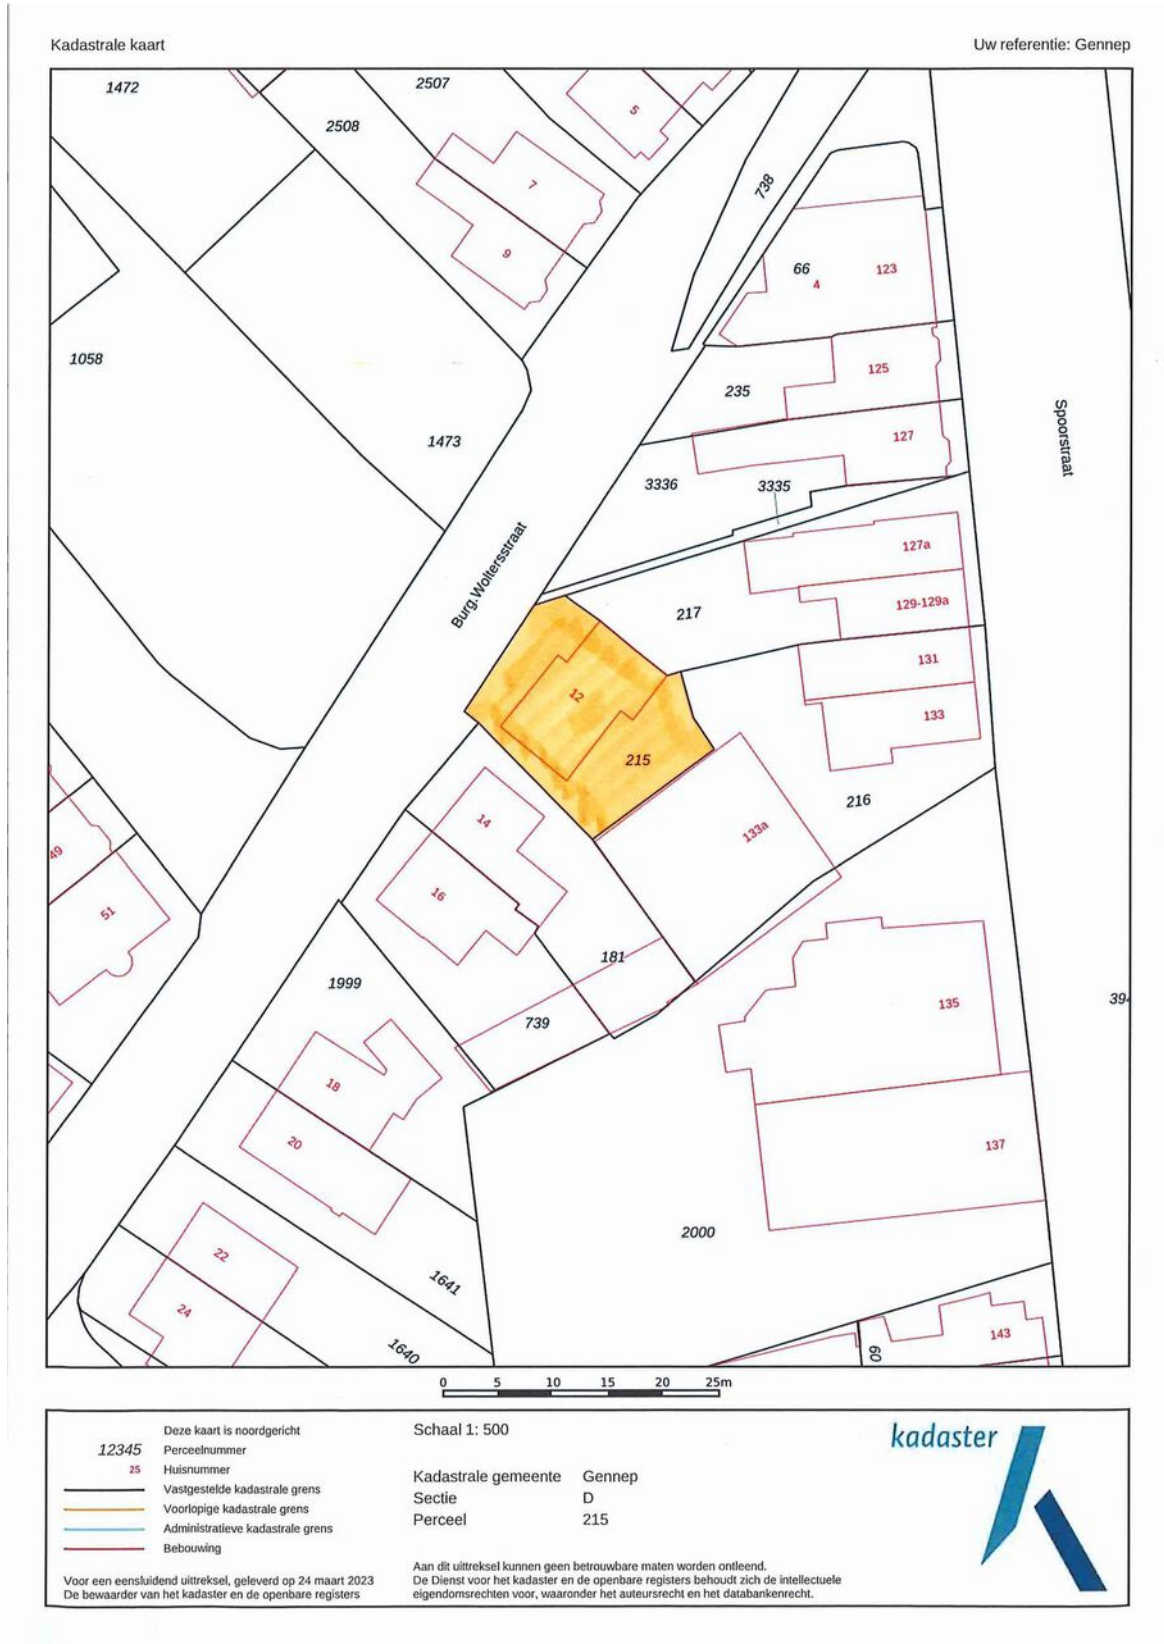 Kadastrale kaart
Uw referentie: Gennep
1472
2507
2508
5
7
9
738
66
4
123
1058
235
125
1473
127
3336
3335
Spoorstraat
Burg.Woltersstraat
127a
217
129-129a
131
12
133
215
216
14
133a
49
16
51
181
1999
739
135
394
18
20
137
2000
22
24
1641
1640
143
60
0 5 10 15 20 25m
Deze kaart is noordgericht
12345 Perceelnummer
25 Huisnummer
Vastgestelde kadastrale grens
Voorlopige kadastrale grens
Administratieve kadastrale grens
Bebouwing
Voor een eensluidend uittreksel, geleverd op 24 maart 2023
De bewaarder van het kadaster en de openbare registers
Schaal 1: 500
Kadastrale gemeente Gennep
Sectie D
Perceel 215
Aan dit uittreksel kunnen geen betrouwbare maten worden ontleend.
De Dienst voor het kadaster en de openbare registers behoudt zich de intellectuele
eigendomsrechten voor, waaronder het auteursrecht en het databankenrecht.
kadaster